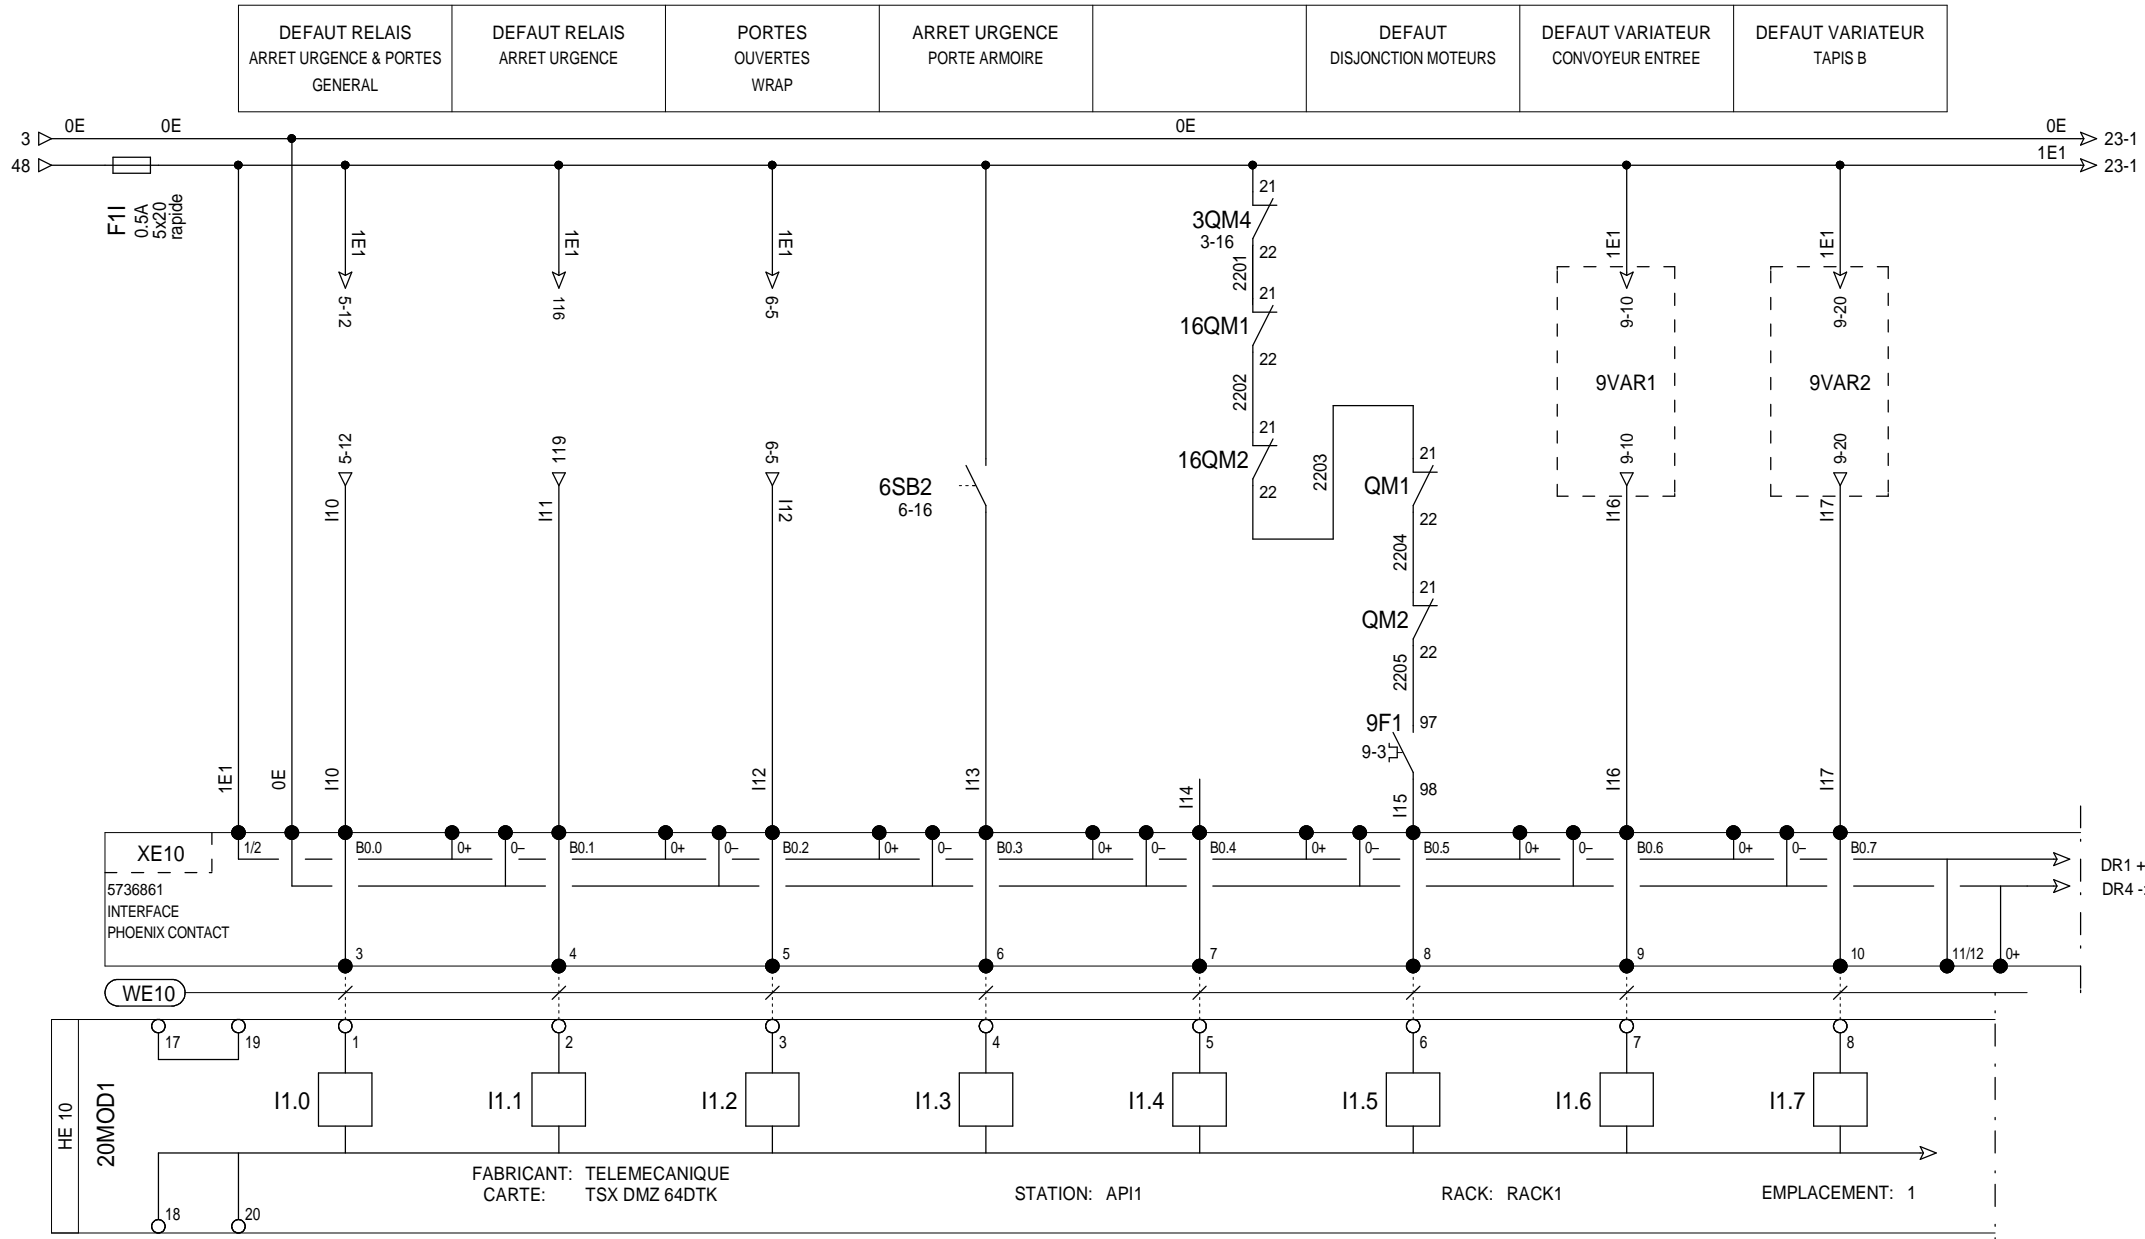 DEFAUT RELAIS
ARRET URGENCE & PORTES
GENERAL
DEFAUT RELAIS
ARRET URGENCE
PORTES
OUVERTES
WRAP
ARRET URGENCE
PORTE ARMOIRE
DEFAUT
DISJONCTION MOTEURS
DEFAUT VARIATEUR
CONVOYEUR ENTREE
DEFAUT VARIATEUR
TAPIS B
3 0E 0E 0E 0E 23-1
48 1E1 23-1
F1I
0.5A
5x20
rapide
1E1
5-12
1E1
116
1E1
6-5
21
3QM4
3-16
22
2201
21
16QM1
22
2202
21
16QM2
22
2203
1E1
9-10
9VAR1
9-10
I16
1E1
9-20
9VAR2
9-20
I17
5-12
I10
119
I11
6-5
I12
6SB2
6-16
21
QM1
22
2204
21
QM2
22
2205
97
9F1
9-3
98
1E1 0E I10 I12 I13 I14 I15 I16 I17
XE10
1/2 B0.0 0+ 0– B0.1 0+ 0– B0.2 0+ 0– B0.3 0+ 0– B0.4 0+ 0– B0.5 0+ 0– B0.6 0+ 0– B0.7
DR1 +
DR4 -
5736861
INTERFACE
PHOENIX CONTACT
3 4 5 6 7 8 9 10 11/12 0+
WE10
17 19 1 2 3 4 5 6 7 8
HE 10
20MOD1
I1.0 I1.1 I1.2 I1.3 I1.4 I1.5 I1.6 I1.7
FABRICANT: TELEMECANIQUE
CARTE: TSX DMZ 64DTK
STATION: API1
RACK: RACK1
EMPLACEMENT: 1
18 20